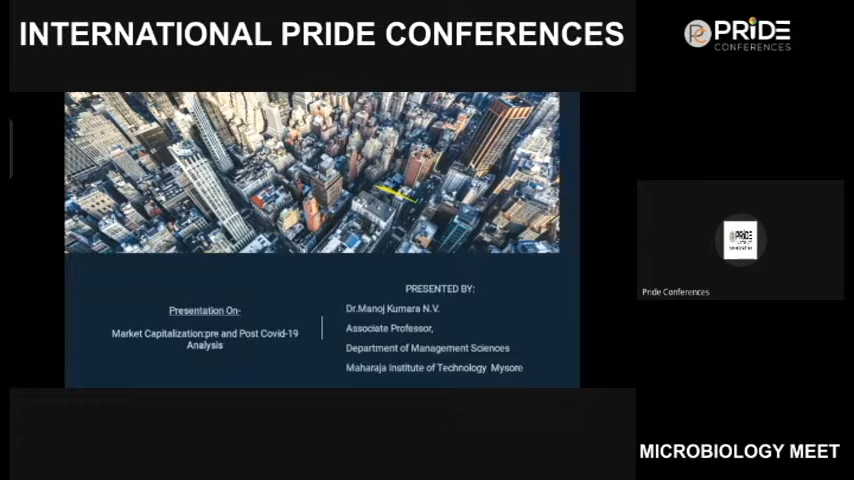 INTERNATIONAL PRIDE CONFERENCES
PRiDE
CONFERENCES
Presentation On-
Market Capitalization:pre and Post Covid-19
Analysis
PRESENTED BY:
Dr.Manoj Kumara N.V.
Associate Professor,
Department of Management Sciences
Maharaja Institute of Technology Mysore
PRiDE
Pride Conferences
MICROBIOLOGY MEET